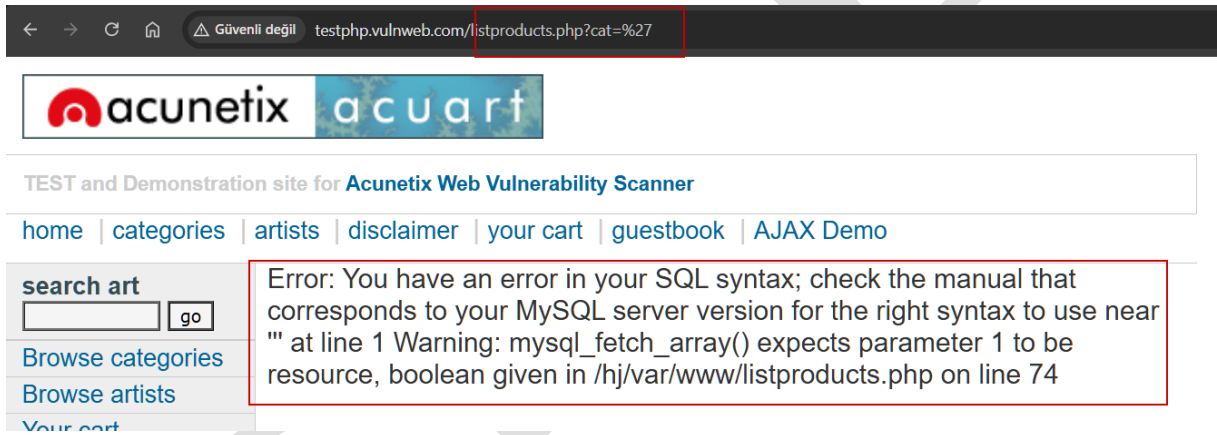 Güvenli değil testphp.vulnweb.com/listproducts.php?cat=%27
acunetix acuart
TEST and Demonstration site for Acunetix Web Vulnerability Scanner
home | categories | artists | disclaimer | your cart | guestbook | AJAX Demo
search art
go
Browse categories
Browse artists
Your cart
Error: You have an error in your SQL syntax; check the manual that
corresponds to your MySQL server version for the right syntax to use near
''' at line 1 Warning: mysql_fetch_array() expects parameter 1 to be
resource, boolean given in /hj/var/www/listproducts.php on line 74